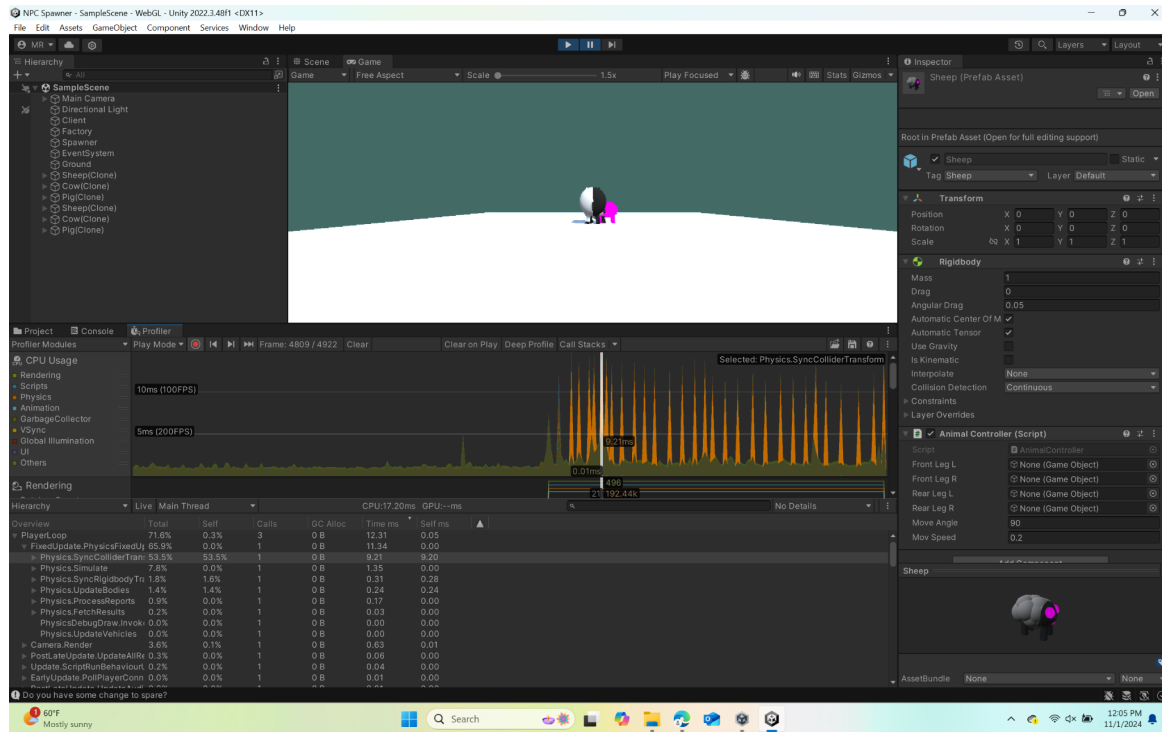 NPC Spawner - SampleScene - WebGL - Unity 2022.3.48f1 <DX11>
File Edit Assets GameObject Component Services Window Help
MR
Layers
Layout
Hierarchy
All
SampleScene
Main Camera
Directional Light
Client
Factory
Spawner
EventSystem
Ground
Sheep(Clone)
Cow(Clone)
Pig(Clone)
Sheep(Clone)
Cow(Clone)
Pig(Clone)
Scene Game
Game Free Aspect Scale 1.5x Play Focused Stats Gizmos
Inspector
Sheep (Prefab Asset)
Open
Root in Prefab Asset (Open for full editing support)
Sheep Static
Tag Sheep Layer Default
Transform
Position X 0 Y 0 Z 0
Rotation X 0 Y 0 Z 0
Scale X 1 Y 1 Z 1
Rigidbody
Mass 1
Drag 0
Angular Drag 0.05
Automatic Center Of M
Automatic Tensor
Use Gravity
Is Kinematic
Interpolate None
Collision Detection Continuous
Constraints
Layer Overrides
Animal Controller (Script)
Script AnimalController
Front Leg L None (Game Object)
Front Leg R None (Game Object)
Rear Leg L None (Game Object)
Rear Leg R None (Game Object)
Move Angle 90
Mov Speed 0.2
Sheep
AssetBundle None None
Project Console Profiler
Profiler Modules Play Mode Frame: 4809 / 4922 Clear Clear on Play Deep Profile Call Stacks
CPU Usage
Rendering
Scripts
Physics
Animation
GarbageCollector
VSync
Global Illumination
UI
Others
Rendering
Selected: Physics.SyncColliderTransform
10ms (100FPS)
5ms (200FPS)
9.21ms
0.01ms
496
21 192.44k
Hierarchy Live Main Thread CPU:17.20ms GPU:--ms No Details
Overview Total Self Calls GC Alloc Time ms Self ms
PlayerLoop 71.6% 0.3% 3 0 B 12.31 0.05
FixedUpdate.PhysicsFixedUp 65.9% 0.0% 1 0 B 11.34 0.00
Physics.SyncColliderTran 53.5% 53.5% 1 0 B 9.21 9.20
Physics.Simulate 7.8% 0.0% 1 0 B 1.35 0.00
Physics.SyncRigidbodyTra 1.8% 1.6% 1 0 B 0.31 0.28
Physics.UpdateBodies 1.4% 1.4% 1 0 B 0.24 0.24
Physics.ProcessReports 0.9% 0.0% 1 0 B 0.17 0.00
Physics.FetchResults 0.2% 0.0% 1 0 B 0.03 0.00
PhysicsDebugDraw.Invoke 0.0% 0.0% 1 0 B 0.00 0.00
Physics.UpdateVehicles 0.0% 0.0% 1 0 B 0.00 0.00
Camera.Render 3.6% 0.1% 1 0 B 0.63 0.01
PostLateUpdate.UpdateAllRe 0.3% 0.0% 1 0 B 0.06 0.00
Update.ScriptRunBehaviourU 0.2% 0.0% 1 0 B 0.04 0.00
EarlyUpdate.PollPlayerConn 0.0% 0.0% 1 0 B 0.01 0.00
Do you have some change to spare?
1
60°F
Mostly sunny
Search
12:05 PM
11/1/2024